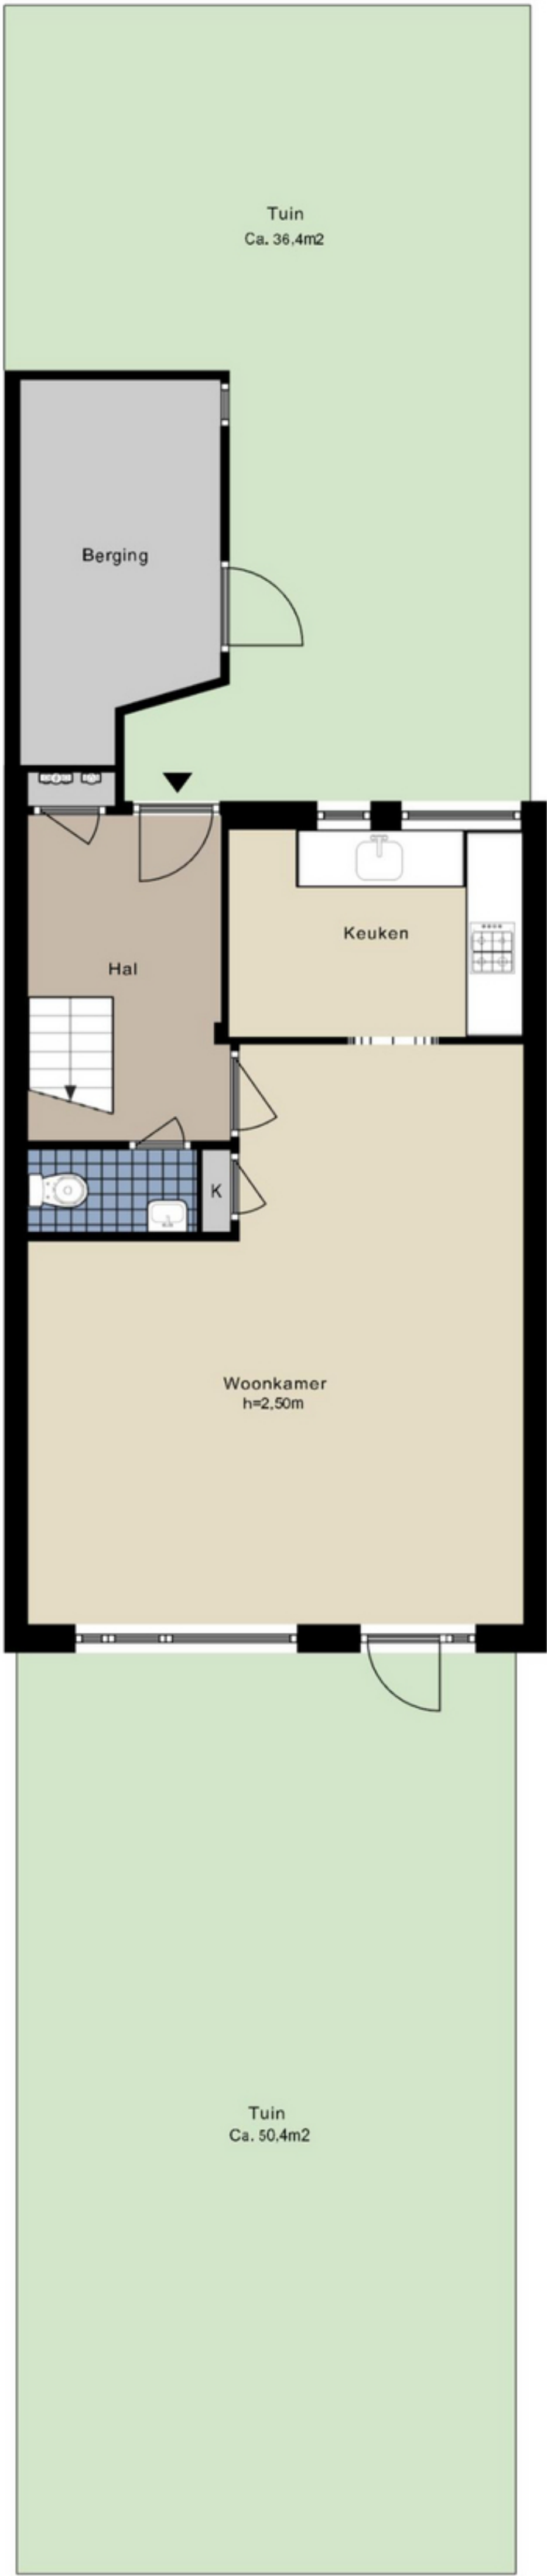 Tuin
Ca. 36,4m2
Berging
Keuken
Hal
K
Woonkamer
h=2,50m
Tuin
Ca. 50,4m2